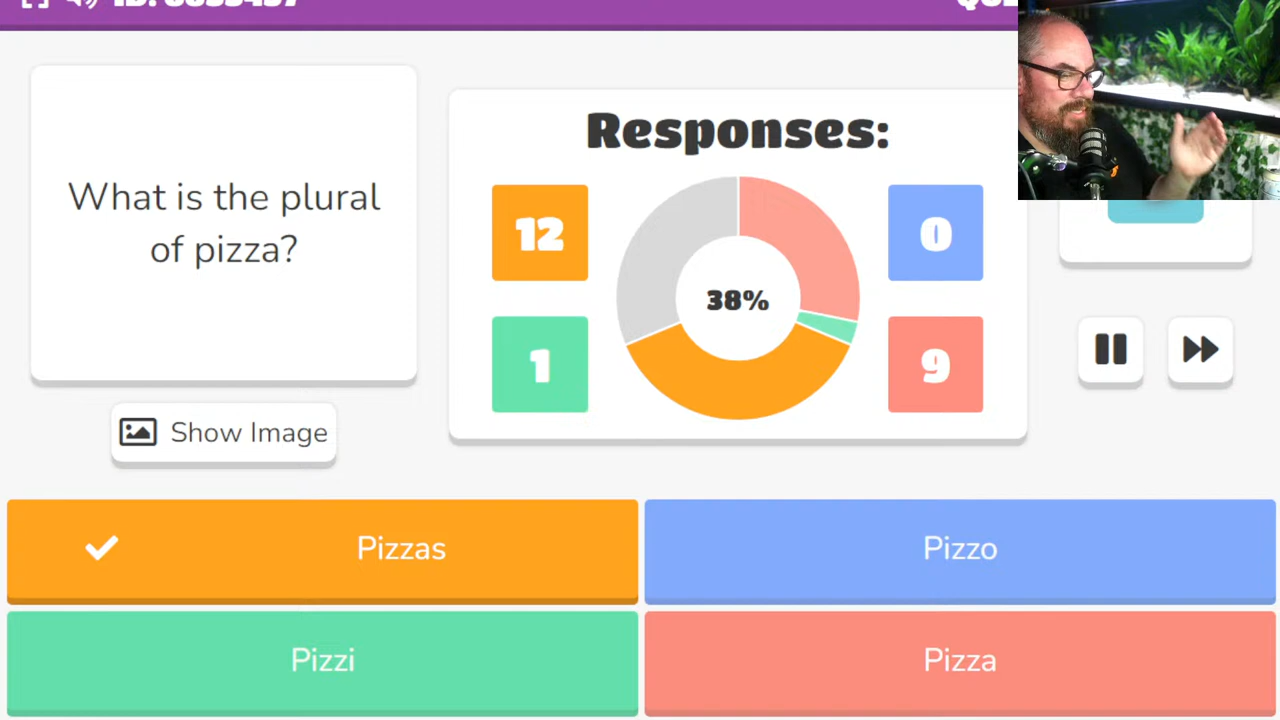 What is the plural
of pizza?
Show Image
Responses:
12
0
38%
1
9
Pizzas
Pizzo
Pizzi
Pizza